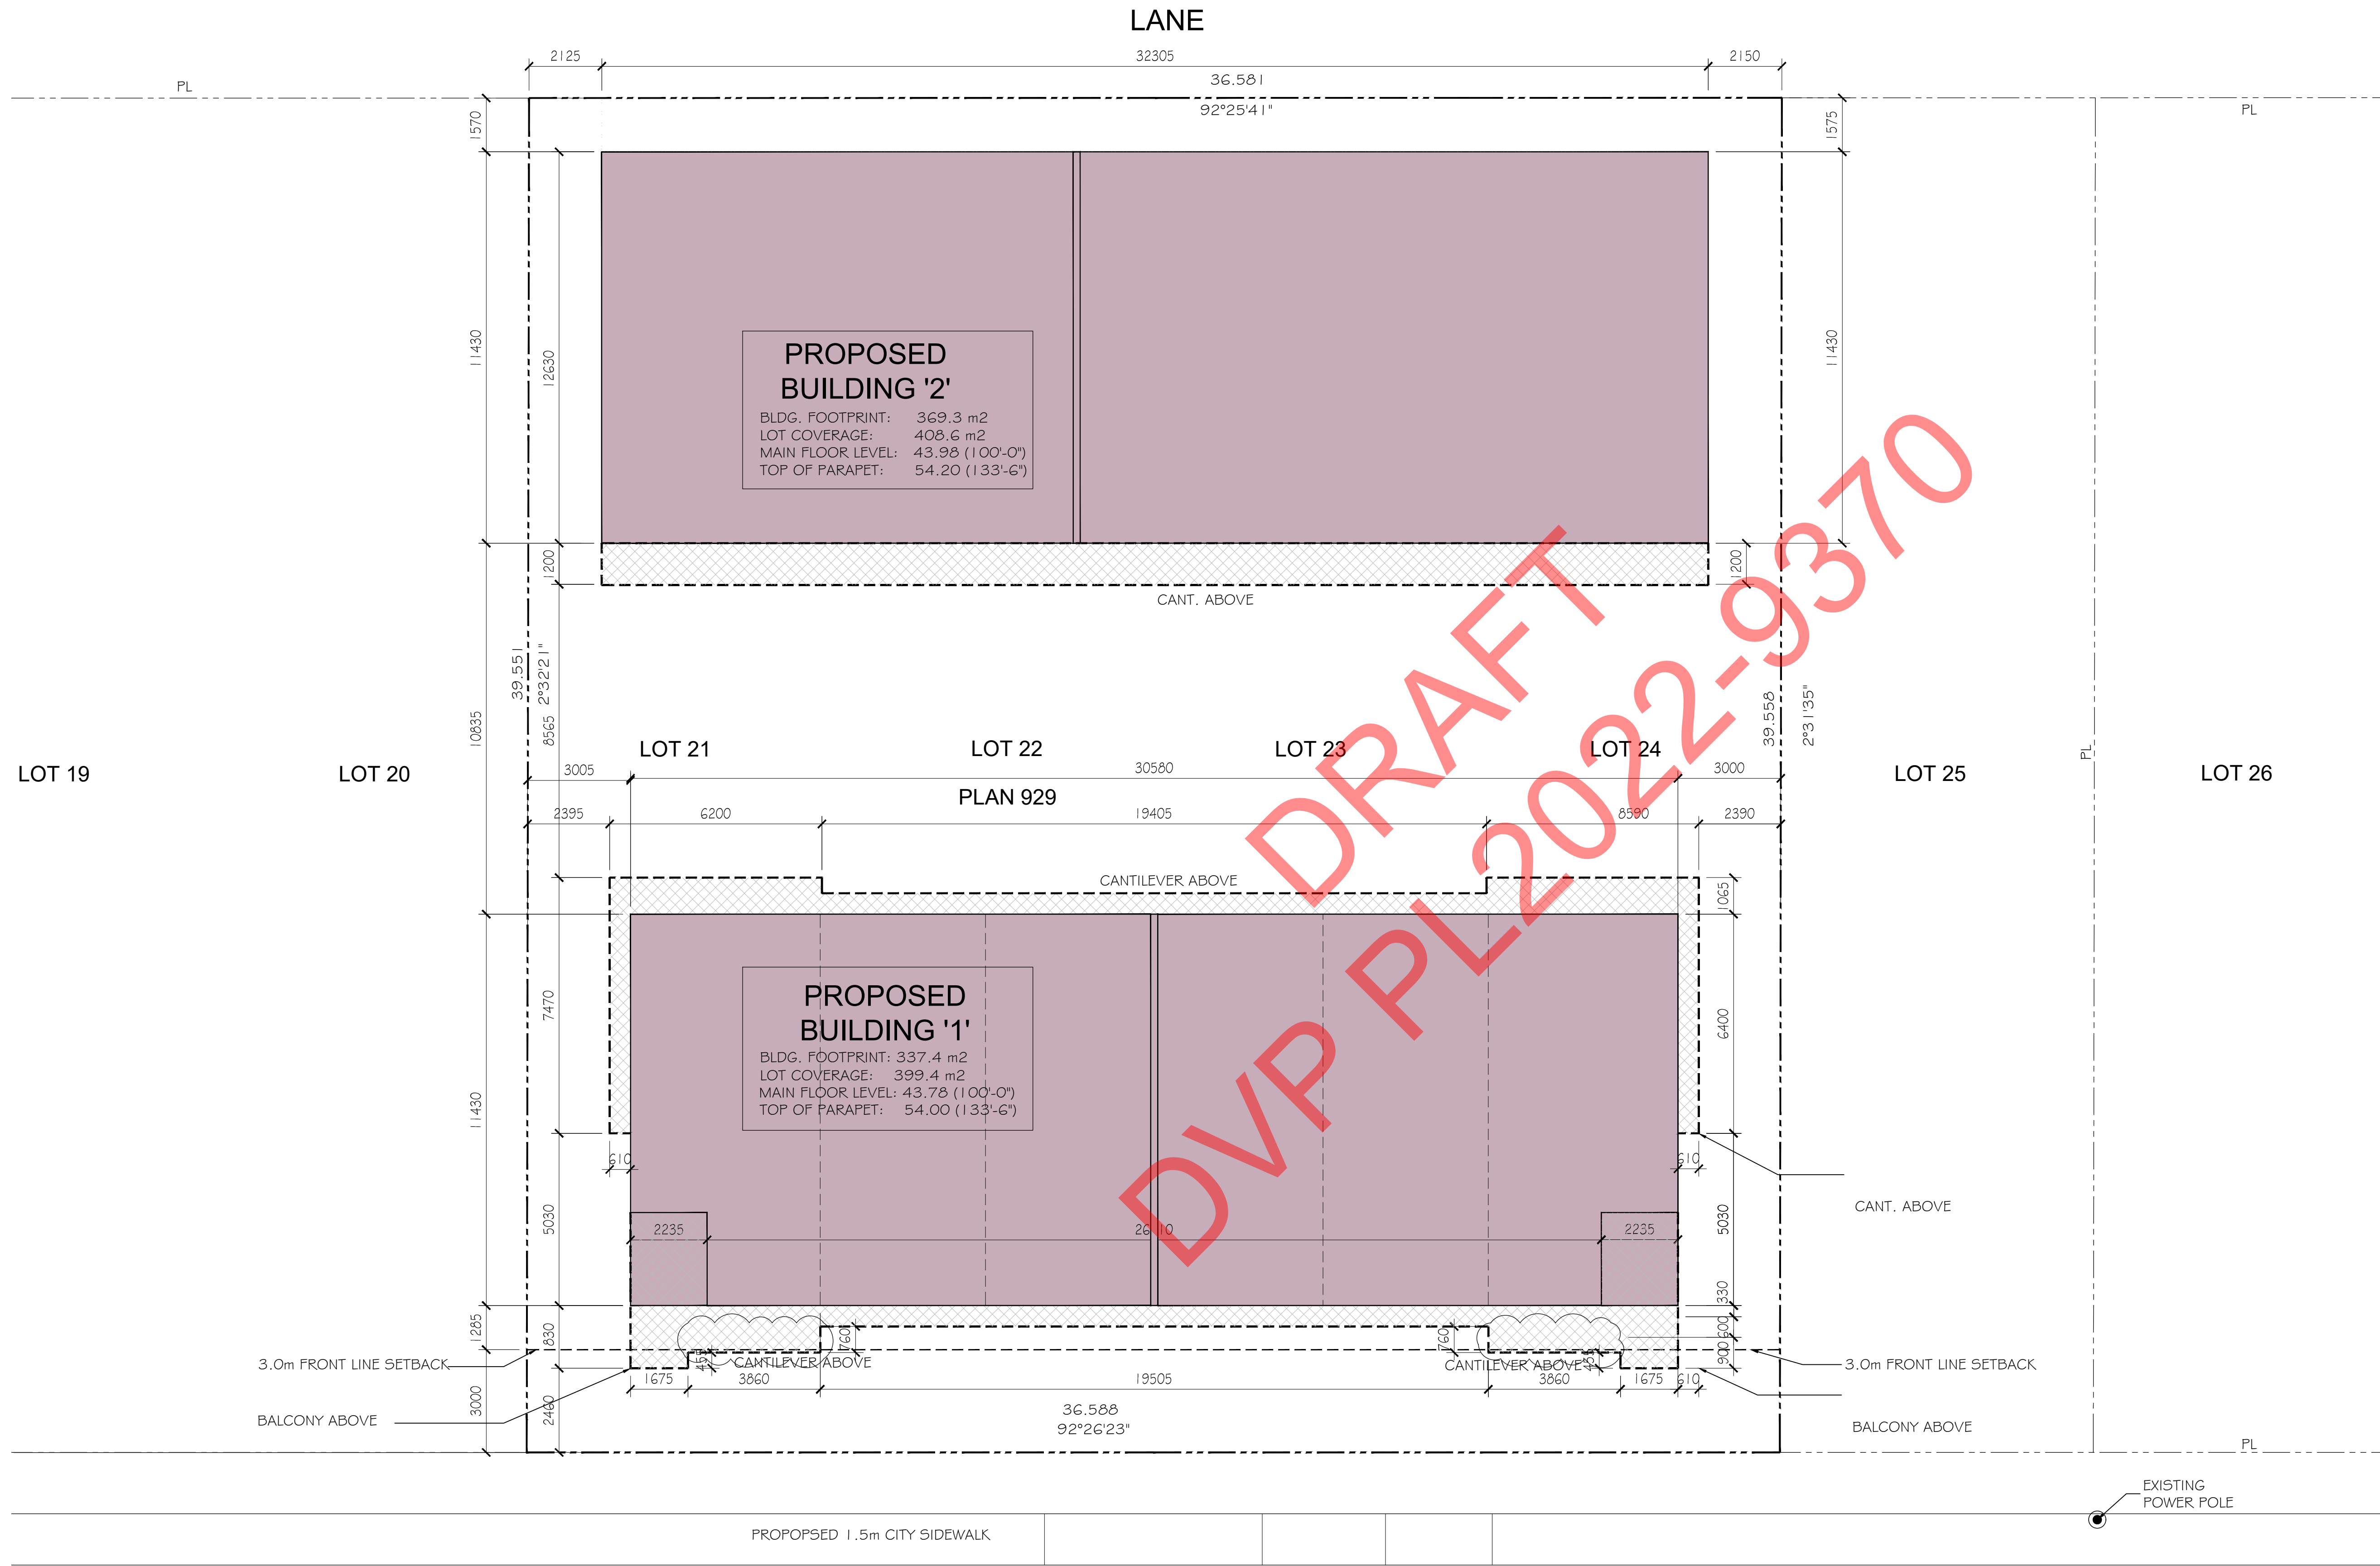 LANE
2125
32305
2150
36.581
92°25'41"
PL
PL
1570
1575
11430
12630
11430
PROPOSED
BUILDING '2'
BLDG. FOOTPRINT: 369.3 m2
LOT COVERAGE: 408.6 m2
MAIN FLOOR LEVEL: 43.98 (100'-0")
TOP OF PARAPET: 54.20 (133'-6")
1200
1200
CANT. ABOVE
39.551
2°32'21"
39.558
2°31'35"
10835
8565
PL
LOT 19
LOT 20
LOT 21
LOT 22
LOT 23
LOT 24
LOT 25
LOT 26
3005
30580
3000
PLAN 929
2395
6200
19405
8590
2390
CANTILEVER ABOVE
1065
7470
6400
PROPOSED
BUILDING '1'
BLDG. FOOTPRINT: 337.4 m2
LOT COVERAGE: 399.4 m2
MAIN FLOOR LEVEL: 43.78 (100'-0")
TOP OF PARAPET: 54.00 (133'-6")
11430
610
610
CANT. ABOVE
5030
5030
2235
2235
330
1285
1830
760
760
600
900
455
455
3.0m FRONT LINE SETBACK
CANTILEVER ABOVE
CANTILEVER ABOVE
3.0m FRONT LINE SETBACK
1675
3860
19505
3860
1675
610
3000
2460
BALCONY ABOVE
36.588
92°26'23"
BALCONY ABOVE
PL
EXISTING
POWER POLE
PROPOPSED 1.5m CITY SIDEWALK
DRAFT
DVP PL2022-9370